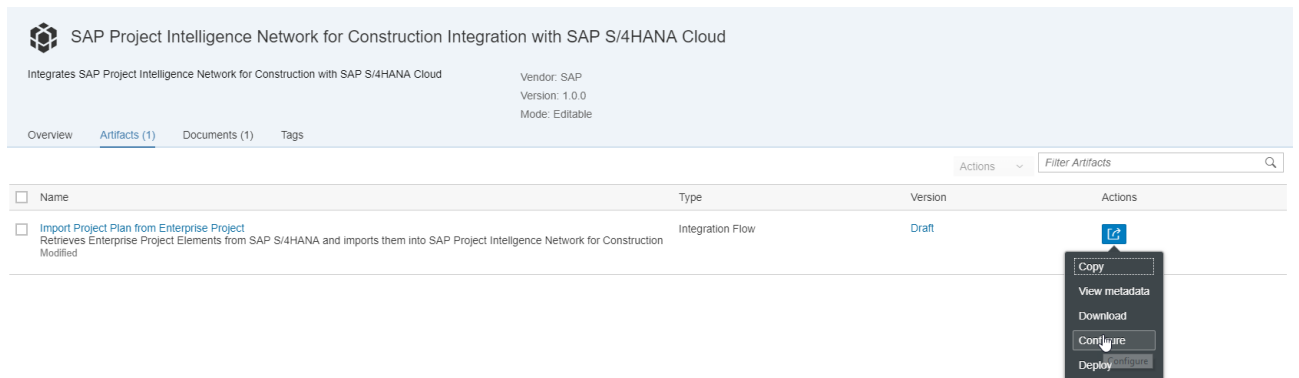 SAP Project Intelligence Network for Construction Integration with SAP S/4HANA Cloud
Integrates SAP Project Intelligence Network for Construction with SAP S/4HANA Cloud
Vendor: SAP
Version: 1.0.0
Mode: Editable
Overview Artifacts (1) Documents (1) Tags
Actions Filter Artifacts
Name Type Version Actions
Import Project Plan from Enterprise Project Integration Flow Draft
Retrieves Enterprise Project Elements from SAP S/4HANA and imports them into SAP Project Intellgence Network for Construction
Modified
Copy
View metadata
Download
Configure
Configure
Deploy